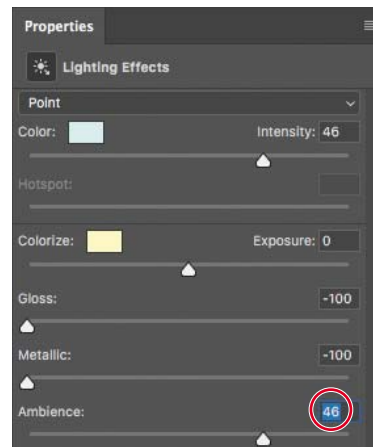 Properties
Lighting Effects
Point
Color: Intensity: 46
Hotspot:
Colorize: Exposure: 0
Gloss: -100
Metallic: -100
Ambience: 46